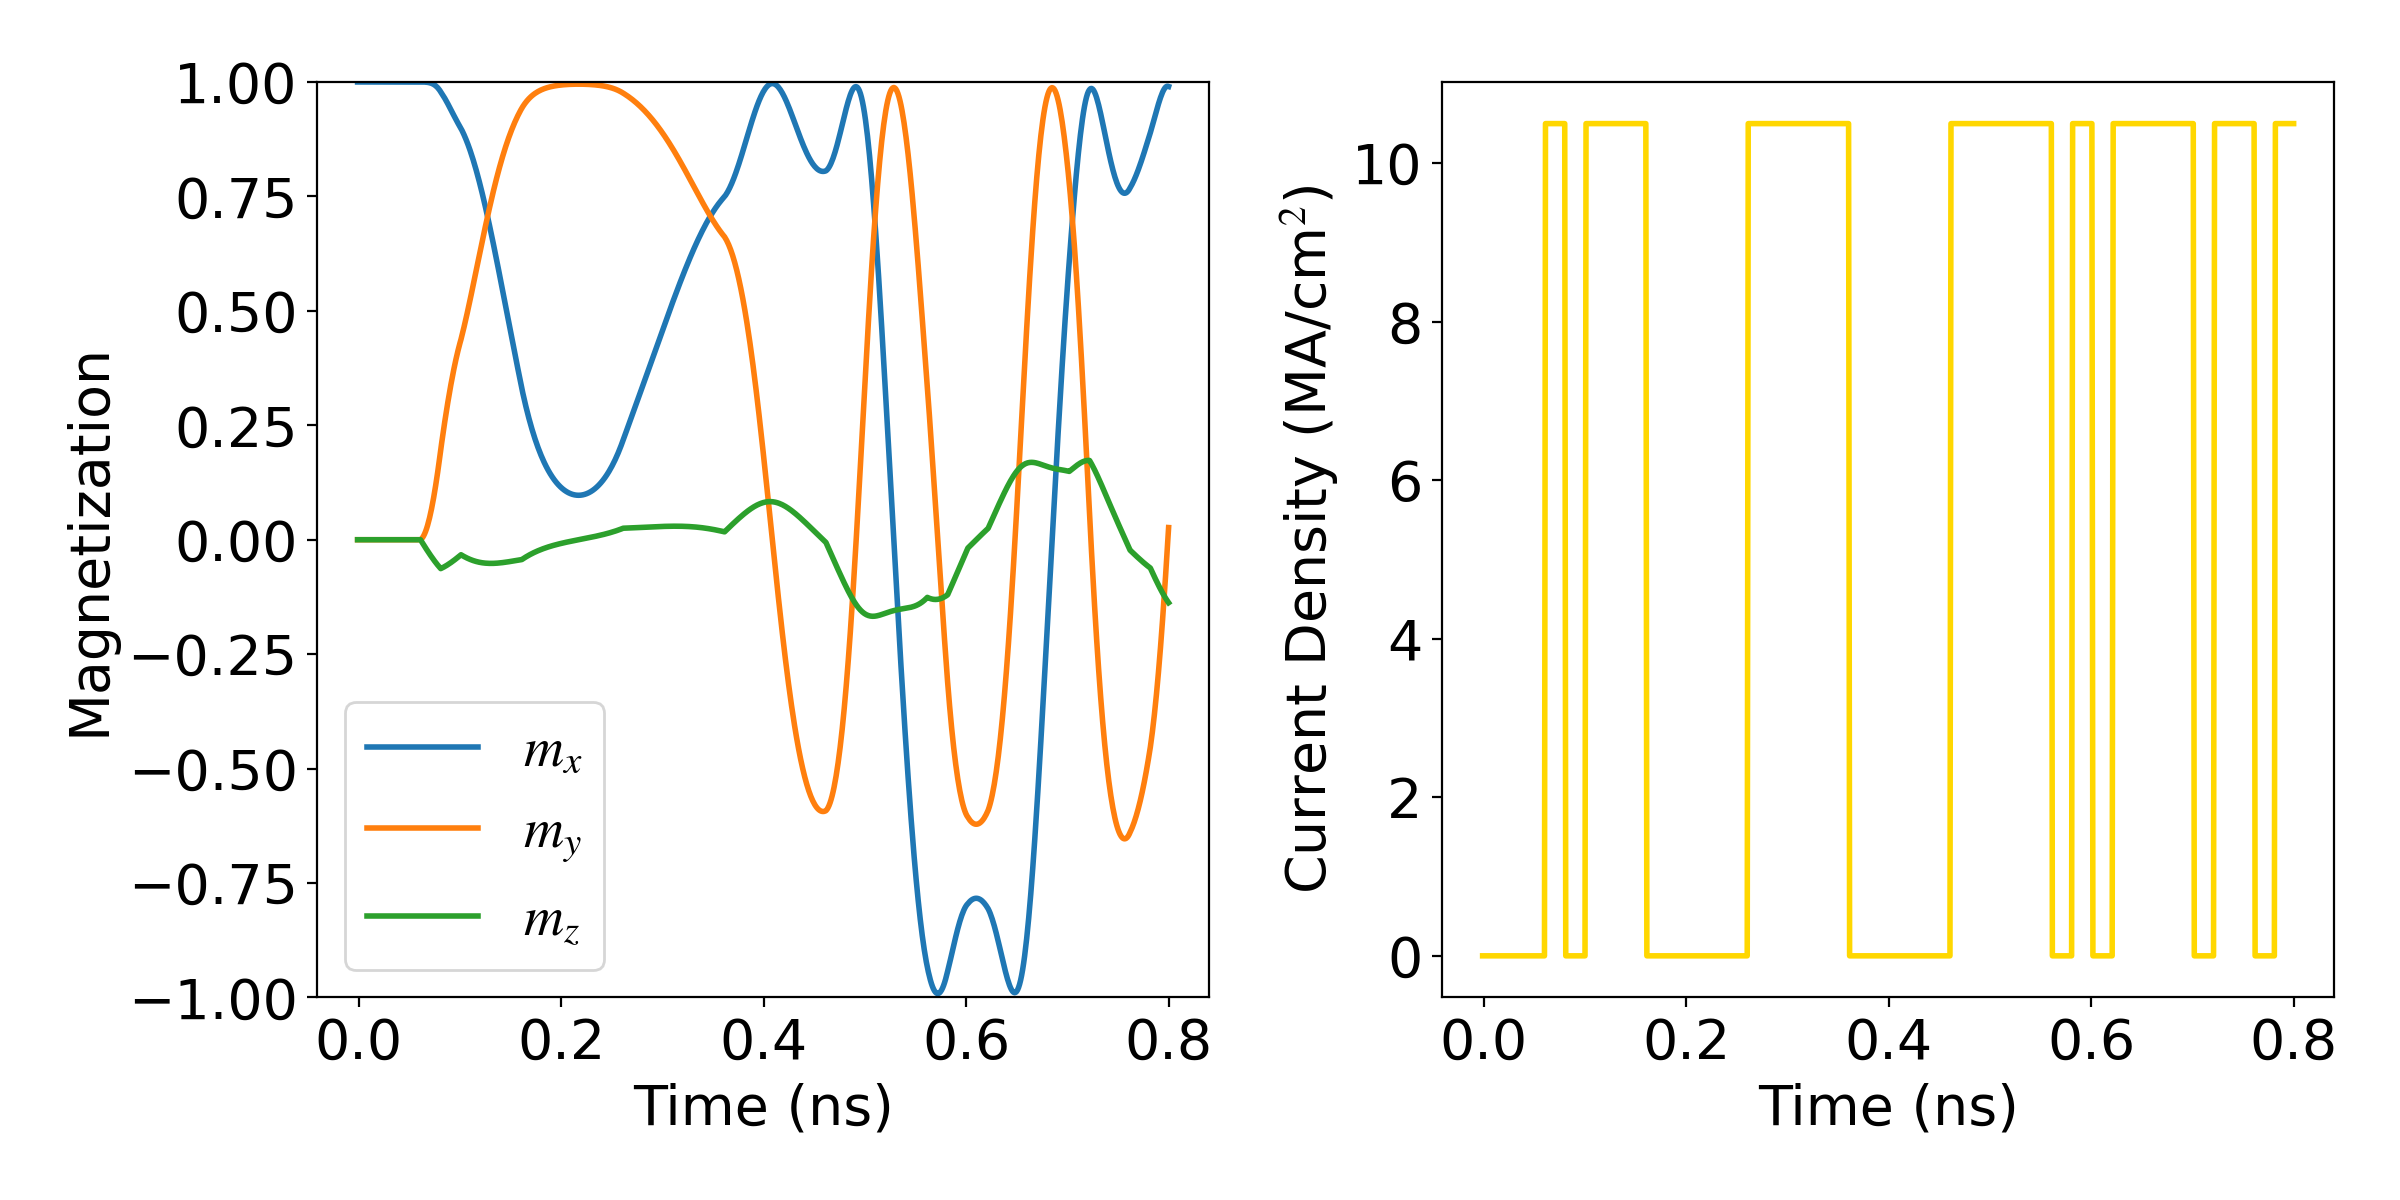 1.00
0.75
0.50
0.25
0.00
−0.25
−0.50
−0.75
−1.00
Magnetization
m_x
m_y
m_z
0.0 0.2 0.4 0.6 0.8
Time (ns)
10
8
6
4
2
0
Current Density (MA/cm²)
0.0 0.2 0.4 0.6 0.8
Time (ns)